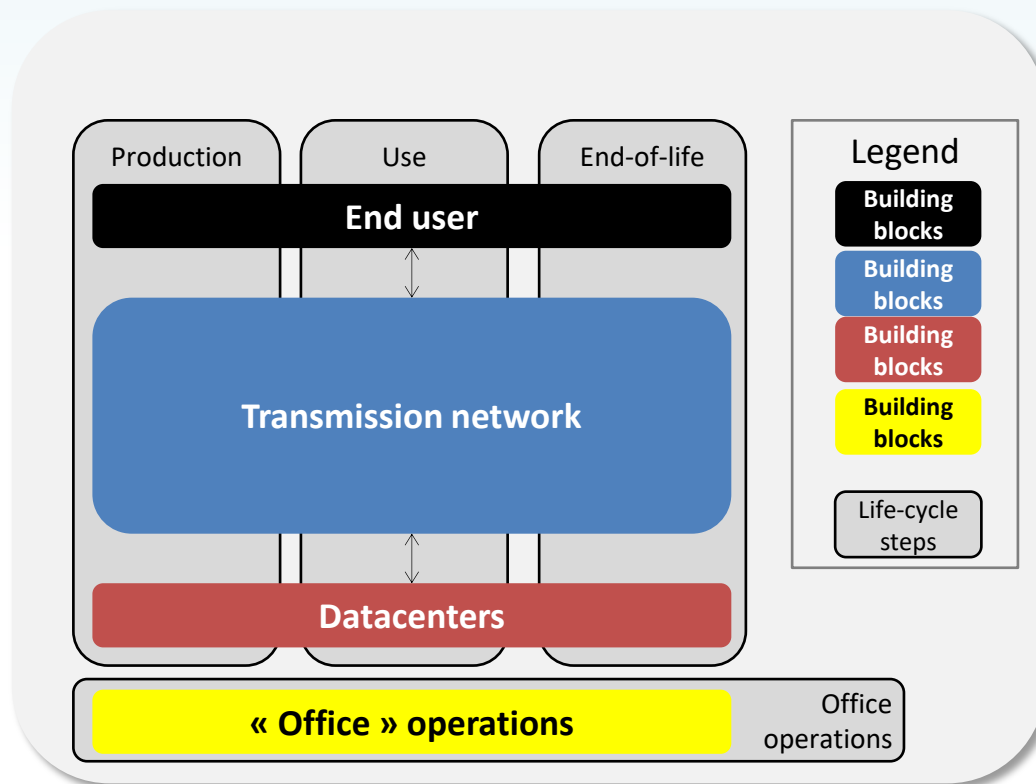 Production
Use
End-of-life
End user
Transmission network
Datacenters
« Office » operations
Office
operations
Legend
Building
blocks
Building
blocks
Building
blocks
Building
blocks
Life-cycle
steps